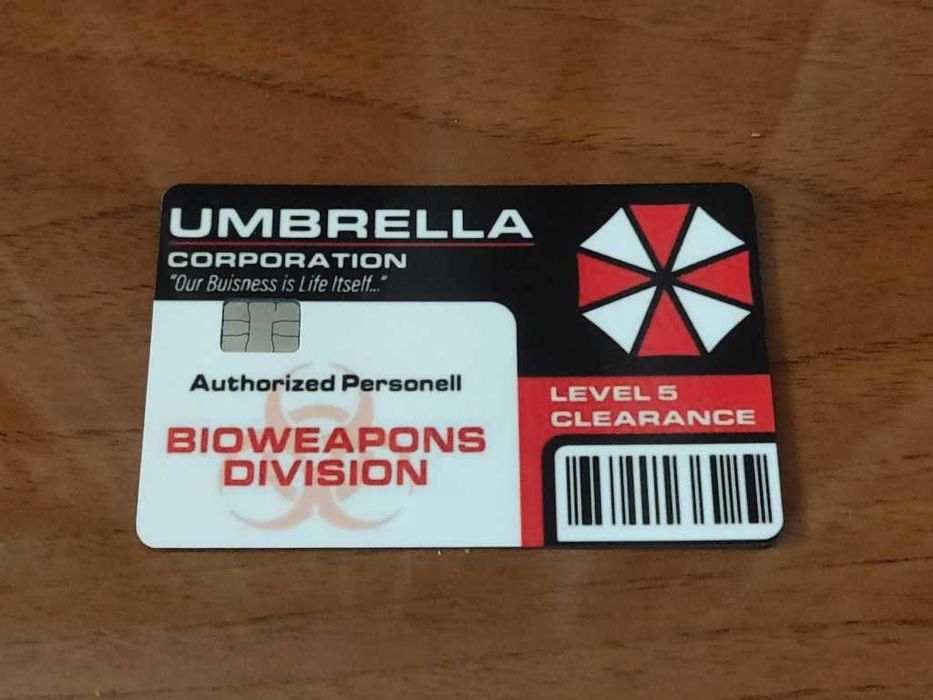 UMBRELLA
CORPORATION
"Our Buisness is Life Itself..."
Authorized Personell
BIOWEAPONS
DIVISION
LEVEL 5
CLEARANCE